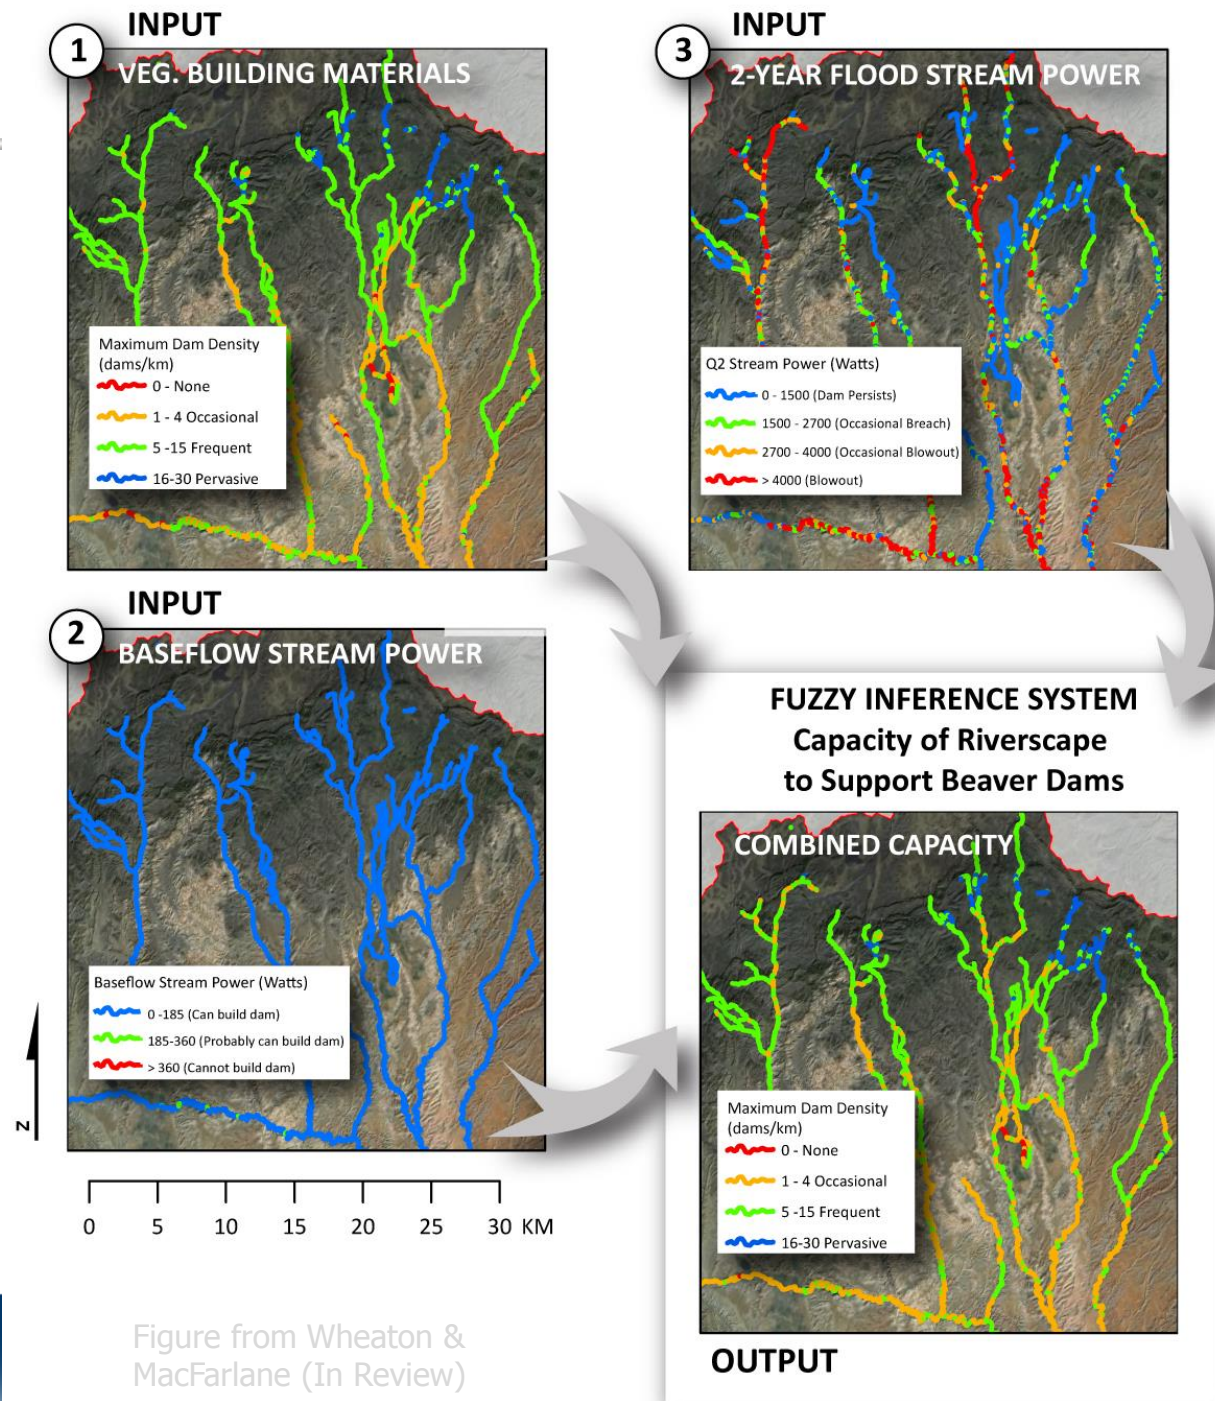 INPUT
1
VEG. BUILDING MATERIALS
Maximum Dam Density
(dams/km)
0 - None
1 - 4 Occasional
5 -15 Frequent
16-30 Pervasive
INPUT
3
2-YEAR FLOOD STREAM POWER
Q2 Stream Power (Watts)
0 - 1500 (Dam Persists)
1500 - 2700 (Occasional Breach)
2700 - 4000 (Occasional Blowout)
> 4000 (Blowout)
INPUT
2
BASEFLOW STREAM POWER
Baseflow Stream Power (Watts)
0 -185 (Can build dam)
185-360 (Probably can build dam)
> 360 (Cannot build dam)
N
0 5 10 15 20 25 30 KM
FUZZY INFERENCE SYSTEM
Capacity of Riverscape
to Support Beaver Dams
COMBINED CAPACITY
Maximum Dam Density
(dams/km)
0 - None
1 - 4 Occasional
5 -15 Frequent
16-30 Pervasive
OUTPUT
Figure from Wheaton &
MacFarlane (In Review)